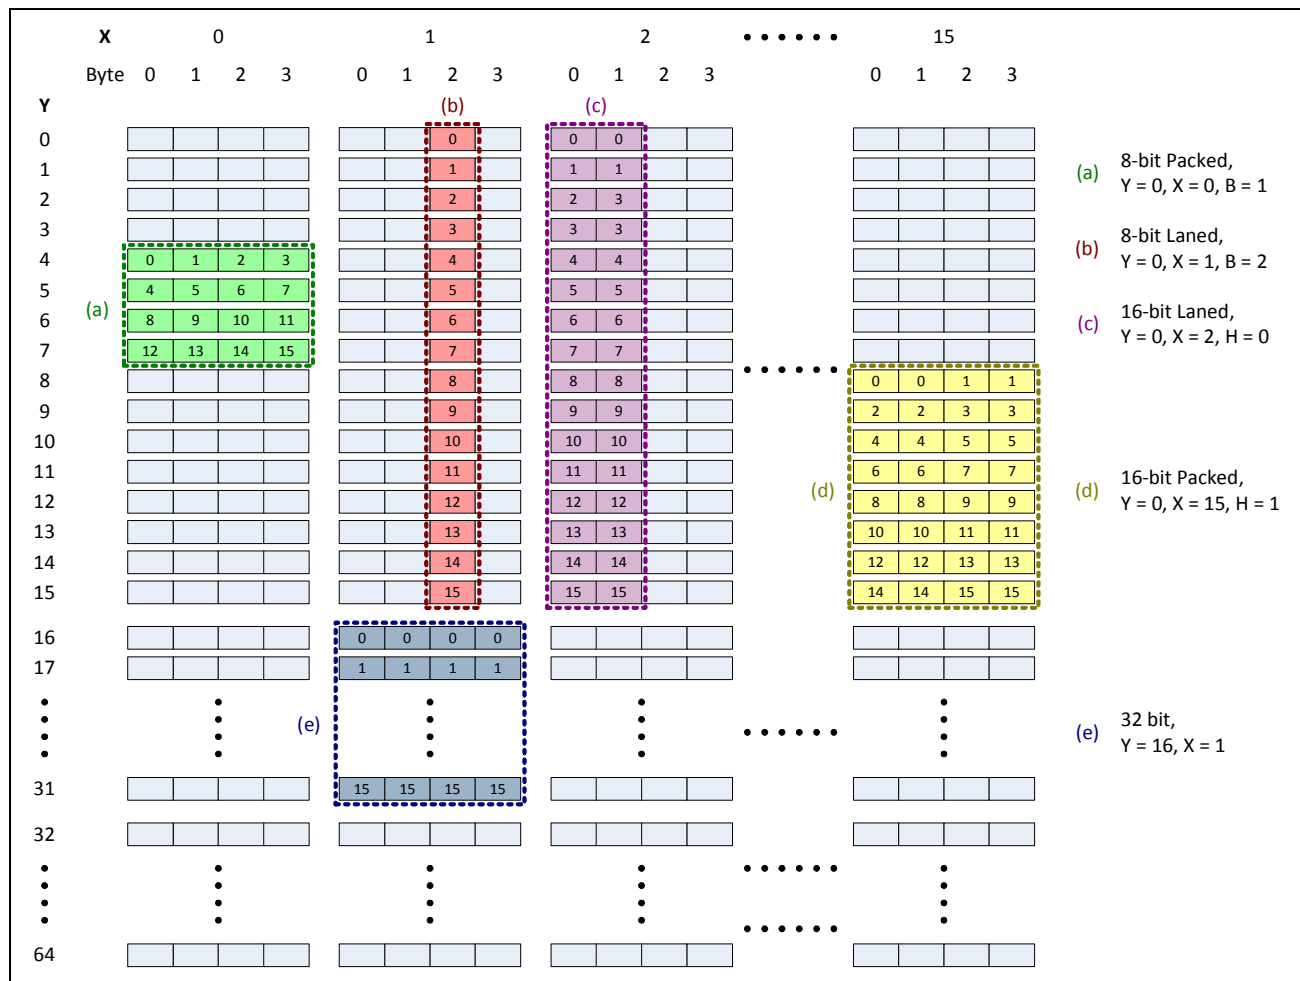 X 0 1 2 15
Byte 0 1 2 3 0 1 2 3 0 1 2 3 0 1 2 3
Y (b) (c)
0 0 0 0
1 1 1 1
2 2 2 3
3 3 3 3
4 0 1 2 3 4 4 4
5 4 5 6 7 5 5 5
6 8 9 10 11 6 6 6
7 12 13 14 15 7 7 7
8 8 8 8 0 0 1 1
9 9 9 9 2 2 3 3
10 10 10 10 4 4 5 5
11 11 11 11 6 6 7 7
12 12 12 12 8 8 9 9
13 13 13 13 10 10 11 11
14 14 14 14 12 12 13 13
15 15 15 15 14 14 15 15
16 0 0 0 0
17 1 1 1 1
31 15 15 15 15
32
64
(a)
(d)
(e)
(a) 8-bit Packed,
Y = 0, X = 0, B = 1
(b) 8-bit Laned,
Y = 0, X = 1, B = 2
(c) 16-bit Laned,
Y = 0, X = 2, H = 0
(d) 16-bit Packed,
Y = 0, X = 15, H = 1
(e) 32 bit,
Y = 16, X = 1